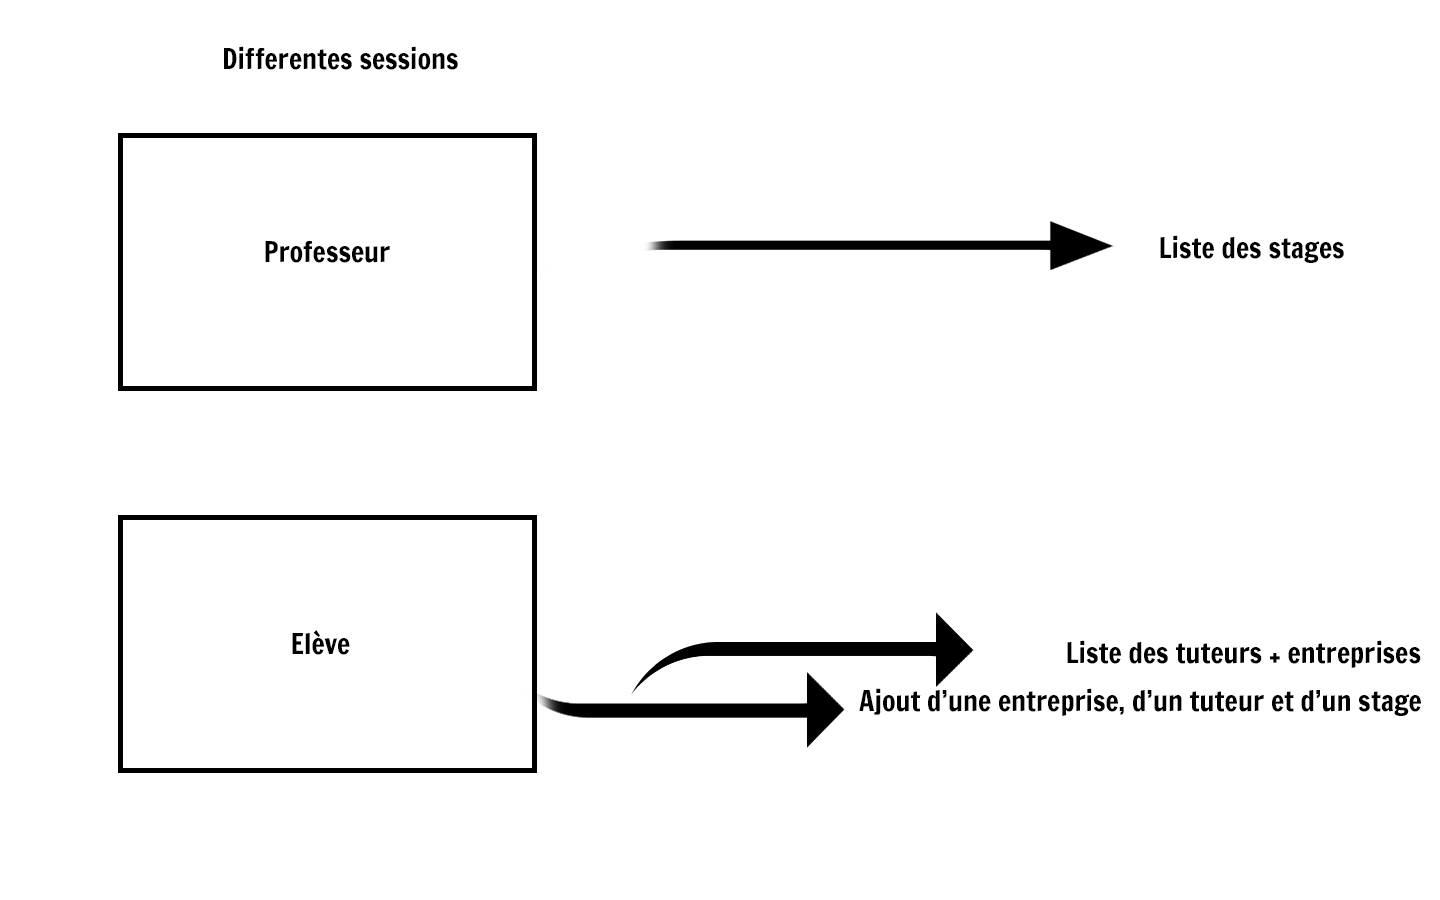 Differentes sessions
Professeur
Liste des stages
Elève
Liste des tuteurs + entreprises
Ajout d’une entreprise, d’un tuteur et d’un stage